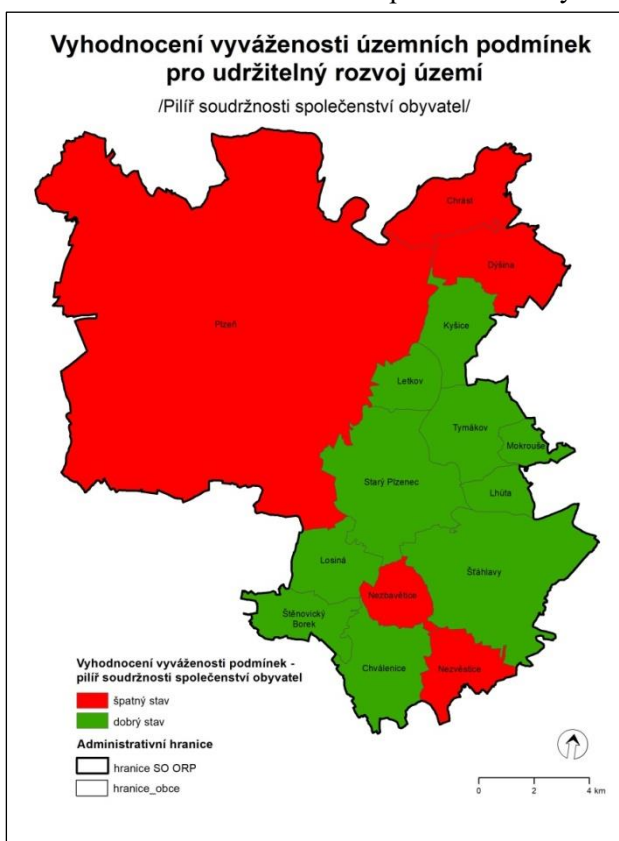 Vyhodnocení vyváženosti územních podmínek
pro udržitelný rozvoj území
/Pilíř soudržnosti společenství obyvatel/
Chrást
Dýšina
Plzeň
Kyšice
Letkov
Tymákov
Mokrouše
Starý Plzenec
Lhůta
Losiná
Šťáhlavy
Nezbavětice
Štěnovický
Borek
Chválenice
Nezvěstice
Vyhodnocení vyváženosti podmínek -
pilíř soudržnosti společenství obyvatel
špatný stav
dobrý stav
Administrativní hranice
hranice SO ORP
hranice_obce
0 2 4 km